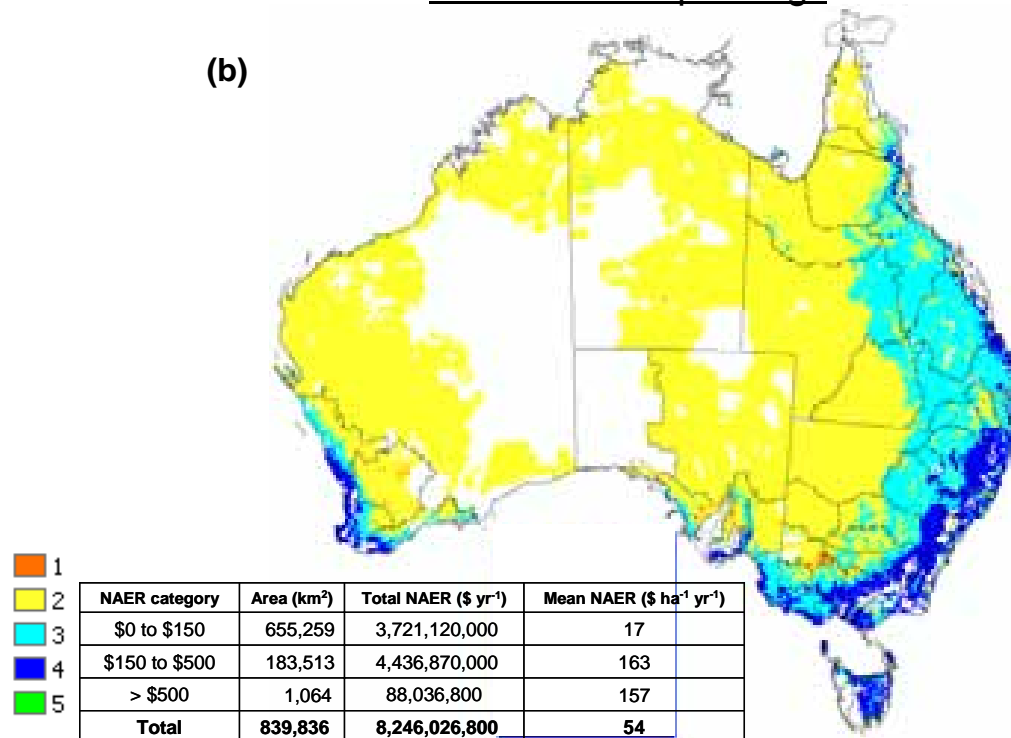 (b)
1
2
3
4
5
NAER category Area (km²) Total NAER ($ yr⁻¹) Mean NAER ($ ha⁻¹ yr⁻¹)
$0 to $150 655,259 3,721,120,000 17
$150 to $500 183,513 4,436,870,000 163
> $500 1,064 88,036,800 157
Total 839,836 8,246,026,800 54